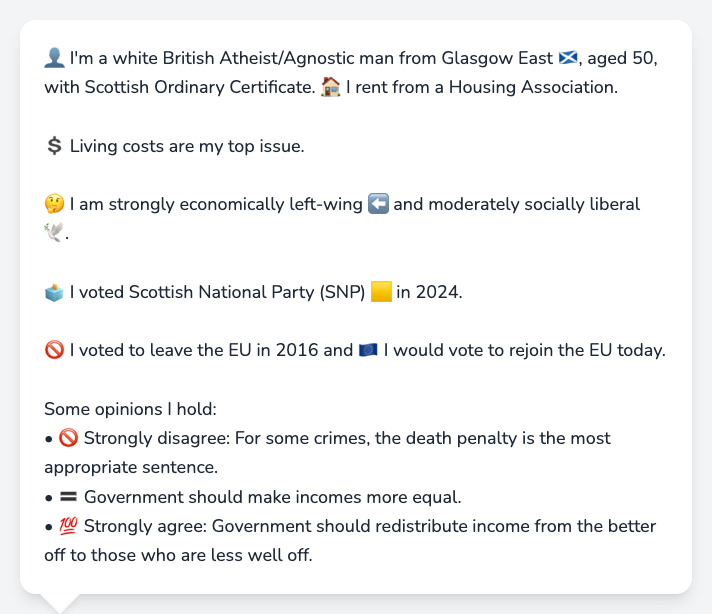 👤 I'm a white British Atheist/Agnostic man from Glasgow East 🏴󠁧󠁢󠁳󠁣󠁴󠁿, aged 50,
with Scottish Ordinary Certificate. 🏠 I rent from a Housing Association.
💲 Living costs are my top issue.
🤔 I am strongly economically left-wing ⬅️ and moderately socially liberal
🕊️.
🗳️ I voted Scottish National Party (SNP) 🟨 in 2024.
🚫 I voted to leave the EU in 2016 and 🇪🇺 I would vote to rejoin the EU today.
Some opinions I hold:
• 🚫 Strongly disagree: For some crimes, the death penalty is the most
appropriate sentence.
• 🟰 Government should make incomes more equal.
• 💯 Strongly agree: Government should redistribute income from the better
off to those who are less well off.